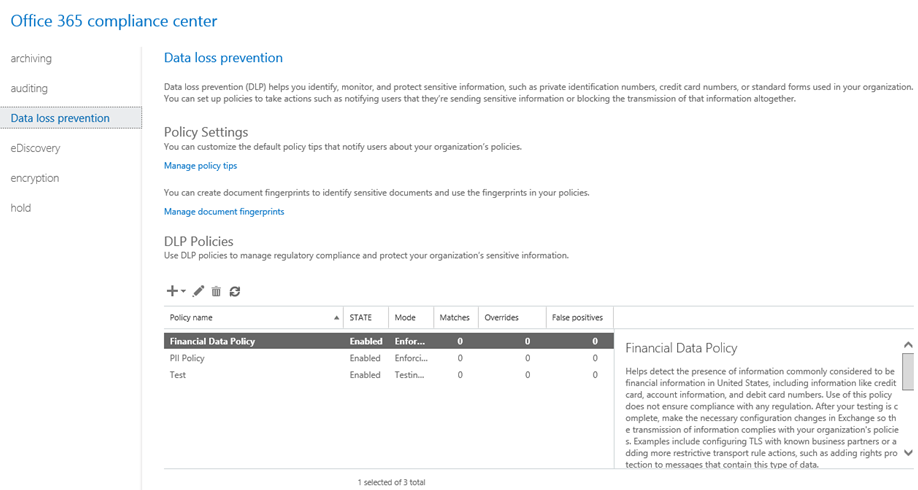 Office 365 compliance center
archiving
auditing
Data loss prevention
eDiscovery
encryption
hold
Data loss prevention
Data loss prevention (DLP) helps you identify, monitor, and protect sensitive information, such as private identification numbers, credit card numbers, or standard forms used in your organization.
You can set up policies to take actions such as notifying users that they're sending sensitive information or blocking the transmission of that information altogether.
Policy Settings
You can customize the default policy tips that notify users about your organization's policies.
Manage policy tips
You can create document fingerprints to identify sensitive documents and use the fingerprints in your policies.
Manage document fingerprints
DLP Policies
Use DLP policies to manage regulatory compliance and protect your organization's sensitive information.
Policy name STATE Mode Matches Overrides False positives
Financial Data Policy Enabled Enfor... 0 0 0
PII Policy Enabled Enforci... 0 0 0
Test Enabled Testin... 0 0 0
Financial Data Policy
Helps detect the presence of information commonly considered to be
financial information in United States, including information like credit
card, account information, and debit card numbers. Use of this policy
does not ensure compliance with any regulation. After your testing is c
omplete, make the necessary configuration changes in Exchange so th
e transmission of information complies with your organization's policie
s. Examples include configuring TLS with known business partners or a
dding more restrictive transport rule actions, such as adding rights pro
tection to messages that contain this type of data.
1 selected of 3 total